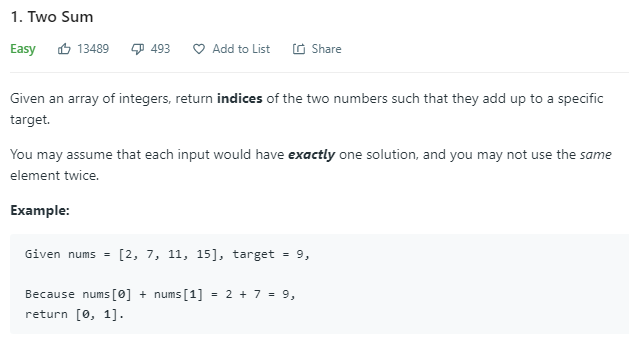 1. Two Sum
Easy 13489 493 Add to List Share
Given an array of integers, return indices of the two numbers such that they add up to a specific
target.
You may assume that each input would have exactly one solution, and you may not use the same
element twice.
Example:
Given nums = [2, 7, 11, 15], target = 9,
Because nums[0] + nums[1] = 2 + 7 = 9,
return [0, 1].